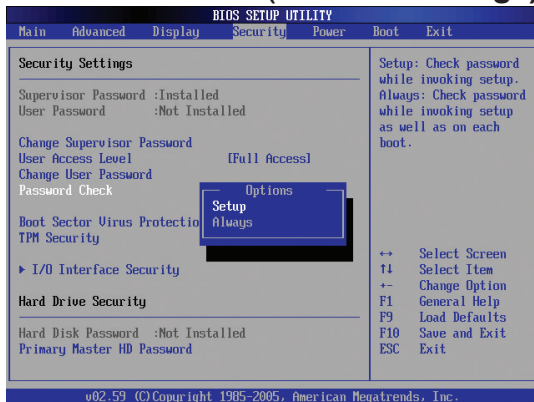 BIOS SETUP UTILITY
Main Advanced Display Security Power Boot Exit
Security Settings
Supervisor Password :Installed
User Password :Not Installed
Change Supervisor Password
User Access Level [Full Access]
Change User Password
Password Check
Options
Setup
Always
Boot Sector Virus Protectio
TPM Security
▶ I/O Interface Security
Hard Drive Security
Hard Disk Password :Not Installed
Primary Master HD Password
Setup: Check password
while invoking setup.
Always: Check password
while invoking setup
as well as on each
boot.
↔ Select Screen
↑↓ Select Item
+- Change Option
F1 General Help
F9 Load Defaults
F10 Save and Exit
ESC Exit
v02.59 (C)Copyright 1985-2005, American Megatrends, Inc.